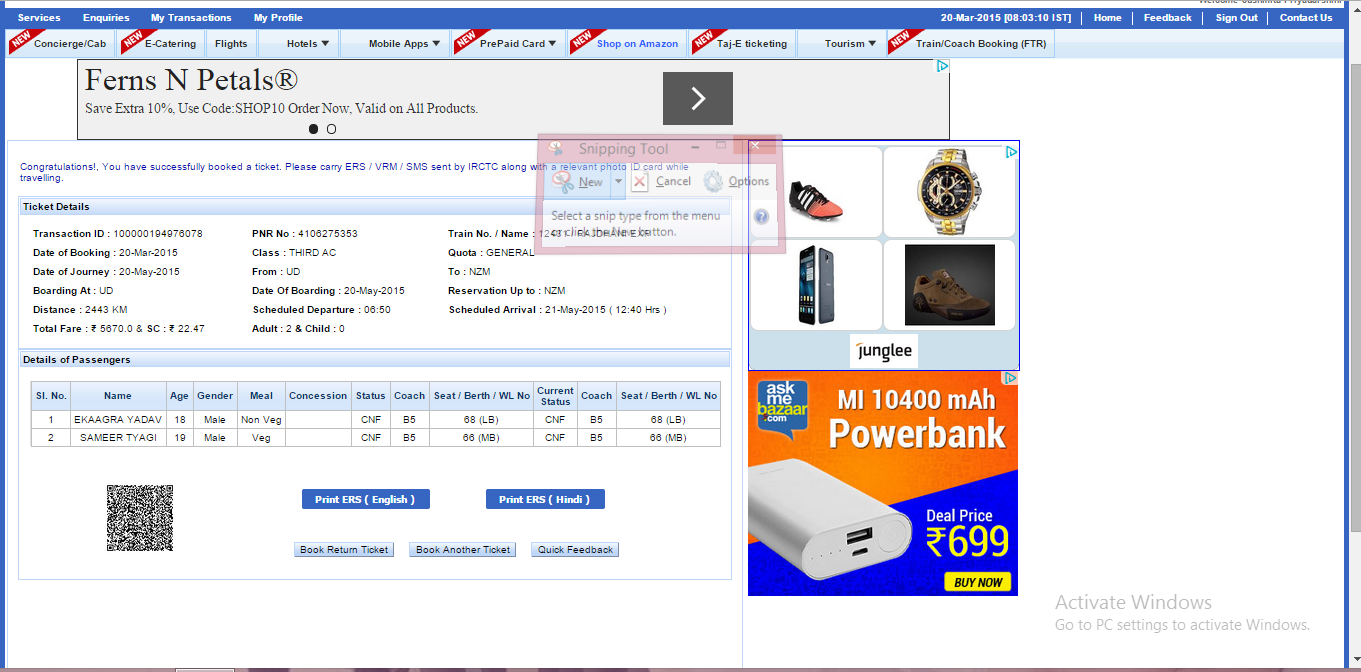 Services Enquiries My Transactions My Profile 20-Mar-2015 [08:03:10 IST] Home Feedback Sign Out Contact Us
NEW Concierge/Cab NEW E-Catering Flights Hotels Mobile Apps NEW PrePaid Card NEW Shop on Amazon NEW Taj-E ticketing Tourism NEW Train/Coach Booking (FTR)
Ferns N Petals®
Save Extra 10%, Use Code:SHOP10 Order Now, Valid on All Products.
Snipping Tool
New Cancel Options
Select a snip type from the menu
or click the New button.
Congratulations!, You have successfully booked a ticket. Please carry ERS / VRM / SMS sent by IRCTC along with a relevant photo ID card while
travelling.
Ticket Details
Transaction ID : 100000194976078 PNR No : 4106275353 Train No. / Name :
Date of Booking : 20-Mar-2015 Class : THIRD AC Quota : GENERAL
Date of Journey : 20-May-2015 From : UD To : NZM
Boarding At : UD Date Of Boarding : 20-May-2015 Reservation Up to : NZM
Distance : 2443 KM Scheduled Departure : 06:50 Scheduled Arrival : 21-May-2015 ( 12:40 Hrs )
Total Fare : ₹ 5670.0 & SC : ₹ 22.47 Adult : 2 & Child : 0
Details of Passengers
Sl. No. Name Age Gender Meal Concession Status Coach Seat / Berth / WL No Current Status Coach Seat / Berth / WL No
1 EKAAGRA YADAV 18 Male Non Veg CNF B5 68 (LB) CNF B5 68 (LB)
2 SAMEER TYAGI 19 Male Veg CNF B5 66 (MB) CNF B5 66 (MB)
Print ERS ( English ) Print ERS ( Hindi )
Book Return Ticket Book Another Ticket Quick Feedback
junglee
ask
me
bazaar
.com
MI 10400 mAh
Powerbank
Deal Price
₹699
BUY NOW
Activate Windows
Go to PC settings to activate Windows.